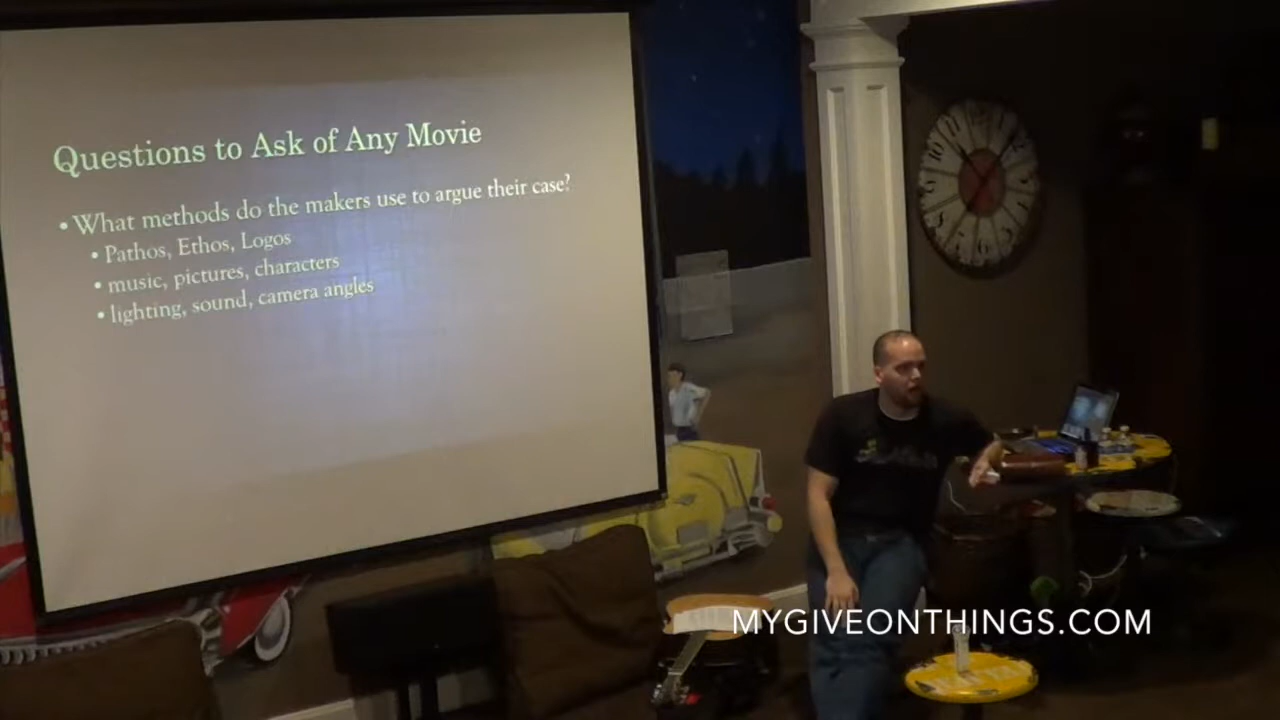 Questions to Ask of Any Movie
• What methods do the makers use to argue their case?
• Pathos, Ethos, Logos
• music, pictures, characters
• lighting, sound, camera angles
MYGIVEONTHINGS.COM